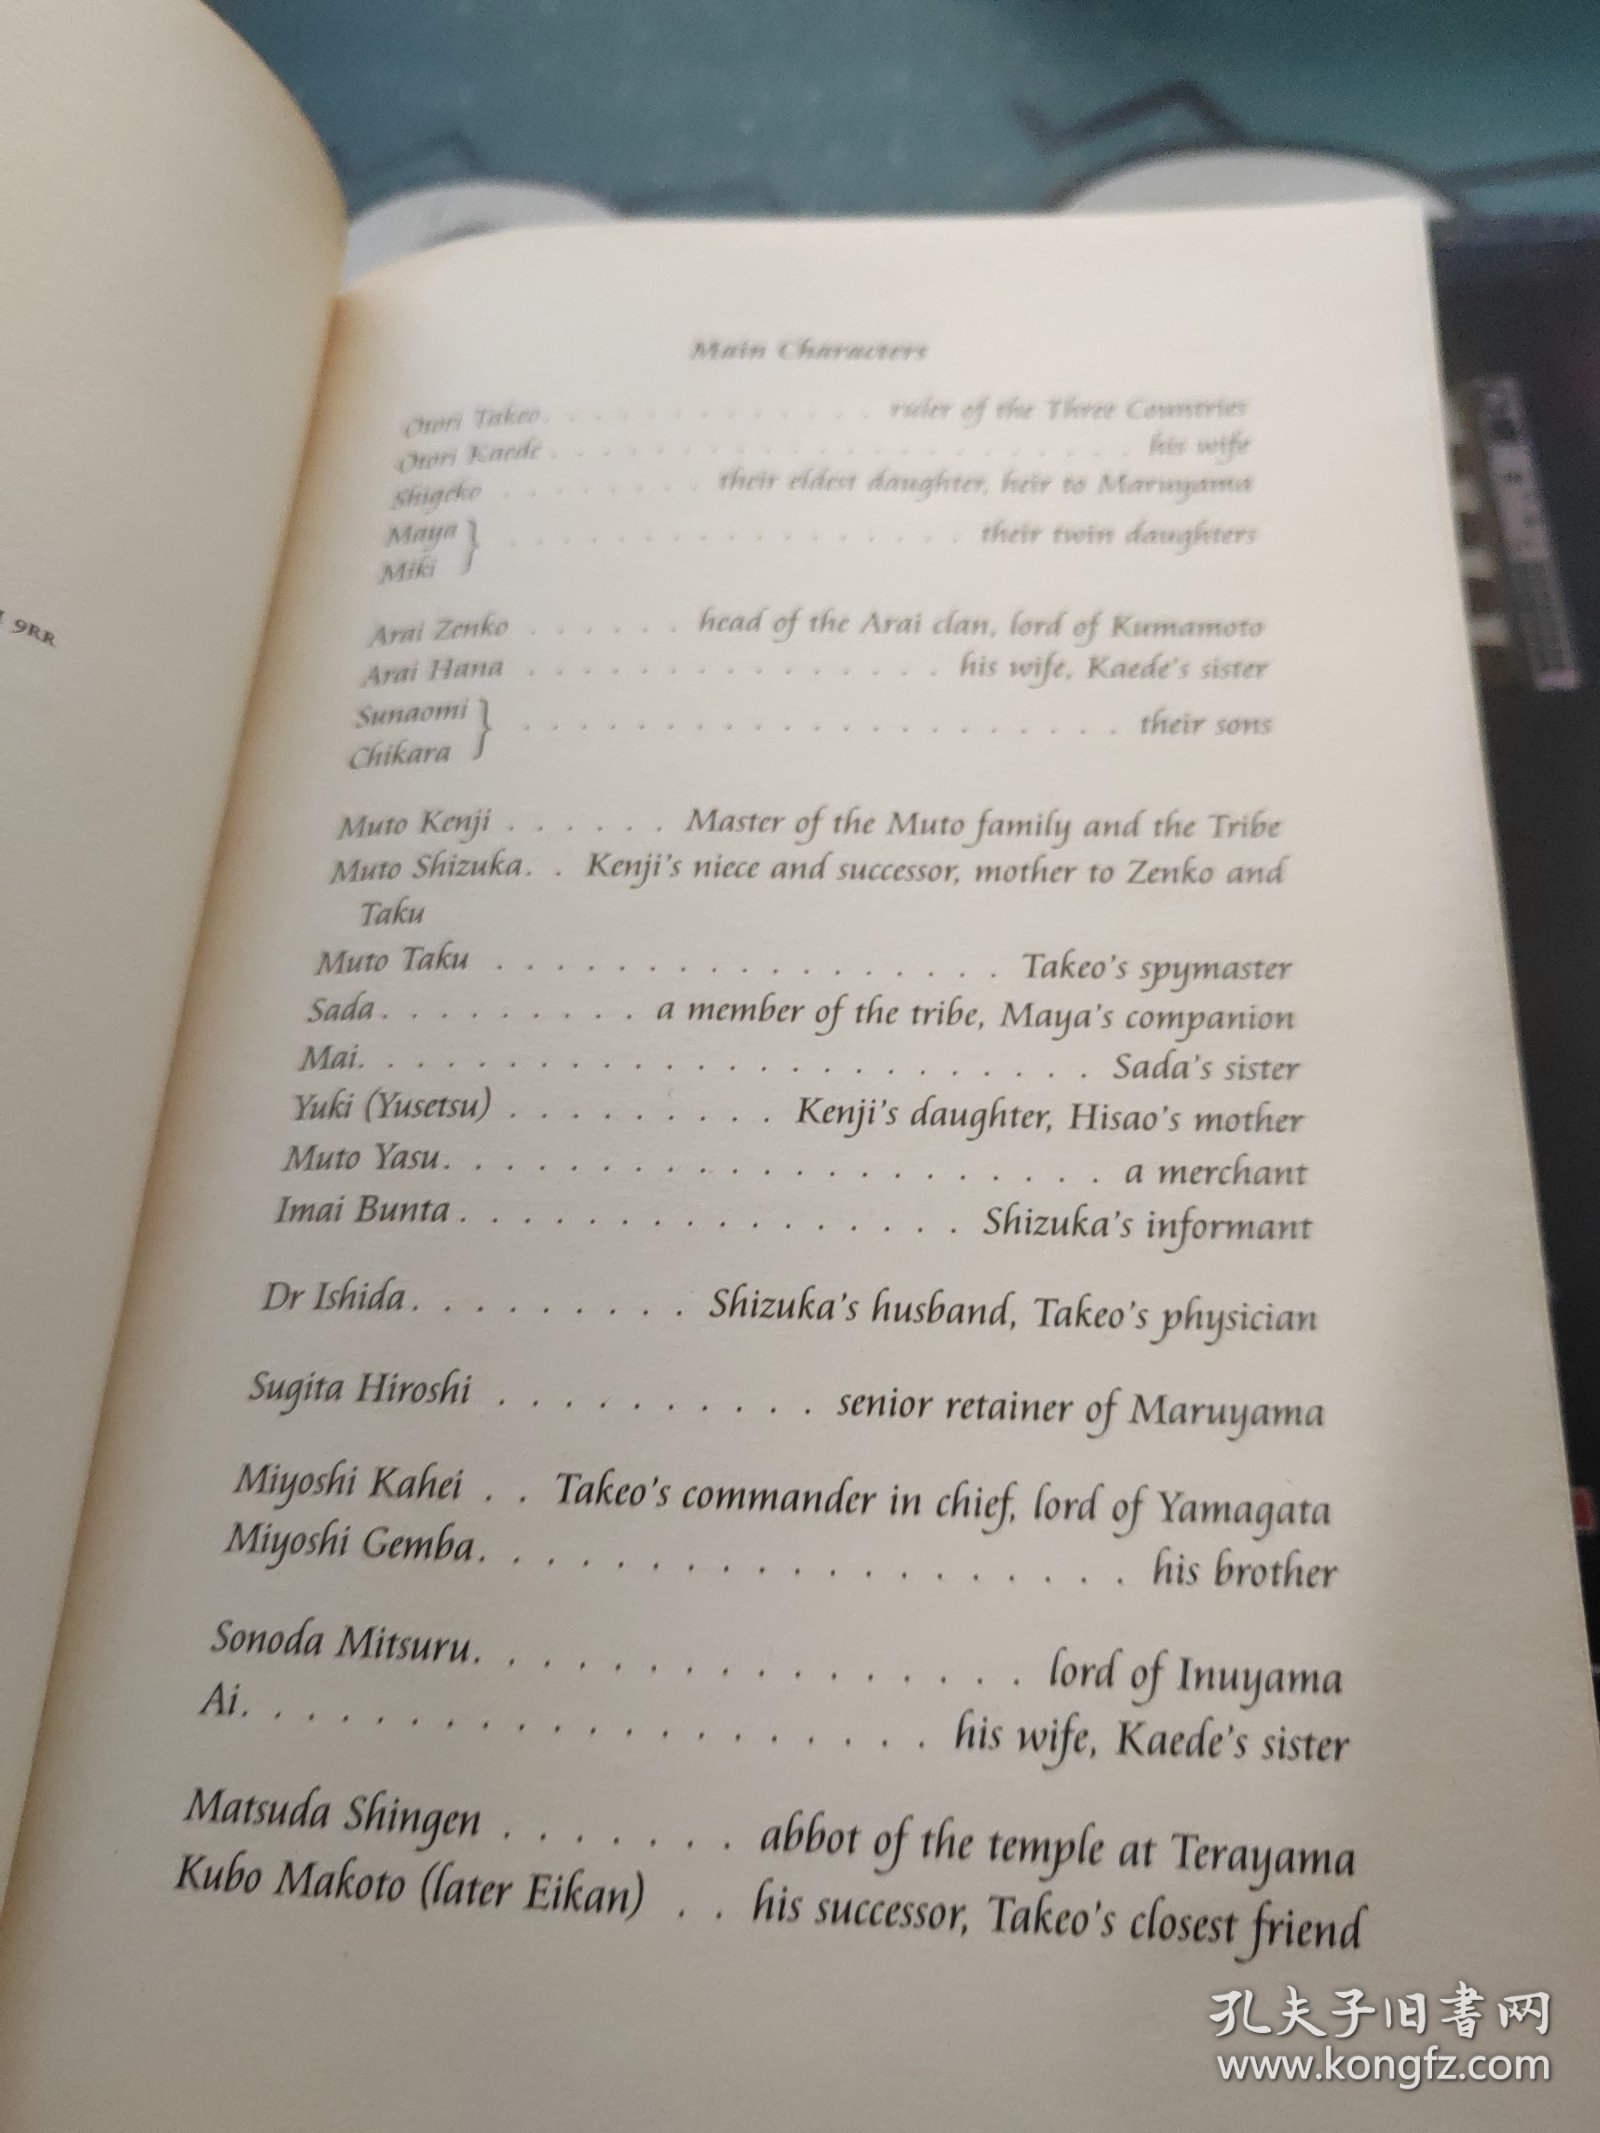 9RR
Main Characters
Otori Takeo. . . . . . . . . . . . . ruler of the Three Countries
Otori Kaede . . . . . . . . . . . . . . . . . . . . . . his wife
Shigeko . . . . . . . . their eldest daughter, heir to Maruyama
Maya
Miki } . . . . . . . . . . . . . . . . . . their twin daughters
Arai Zenko . . . . . . head of the Arai clan, lord of Kumamoto
Arai Hana . . . . . . . . . . . . . . . his wife, Kaede's sister
Sunaomi
Chikara } . . . . . . . . . . . . . . . . . . . . . . their sons
Muto Kenji . . . . . . Master of the Muto family and the Tribe
Muto Shizuka. . Kenji's niece and successor, mother to Zenko and
Taku
Muto Taku . . . . . . . . . . . . . . . . . Takeo's spymaster
Sada. . . . . . . . . a member of the tribe, Maya's companion
Mai. . . . . . . . . . . . . . . . . . . . . . . . . Sada's sister
Yuki (Yusetsu) . . . . . . . . . Kenji's daughter, Hisao's mother
Muto Yasu. . . . . . . . . . . . . . . . . . . . . . a merchant
Imai Bunta . . . . . . . . . . . . . . . . Shizuka's informant
Dr Ishida. . . . . . . . . Shizuka's husband, Takeo's physician
Sugita Hiroshi . . . . . . . . . . senior retainer of Maruyama
Miyoshi Kahei . . Takeo's commander in chief, lord of Yamagata
Miyoshi Gemba. . . . . . . . . . . . . . . . . . . his brother
Sonoda Mitsuru. . . . . . . . . . . . . . . . lord of Inuyama
Ai. . . . . . . . . . . . . . . . . . . . his wife, Kaede's sister
Matsuda Shingen . . . . . . . abbot of the temple at Terayama
Kubo Makoto (later Eikan) . . his successor, Takeo's closest friend
孔夫子旧书网
www.kongfz.com